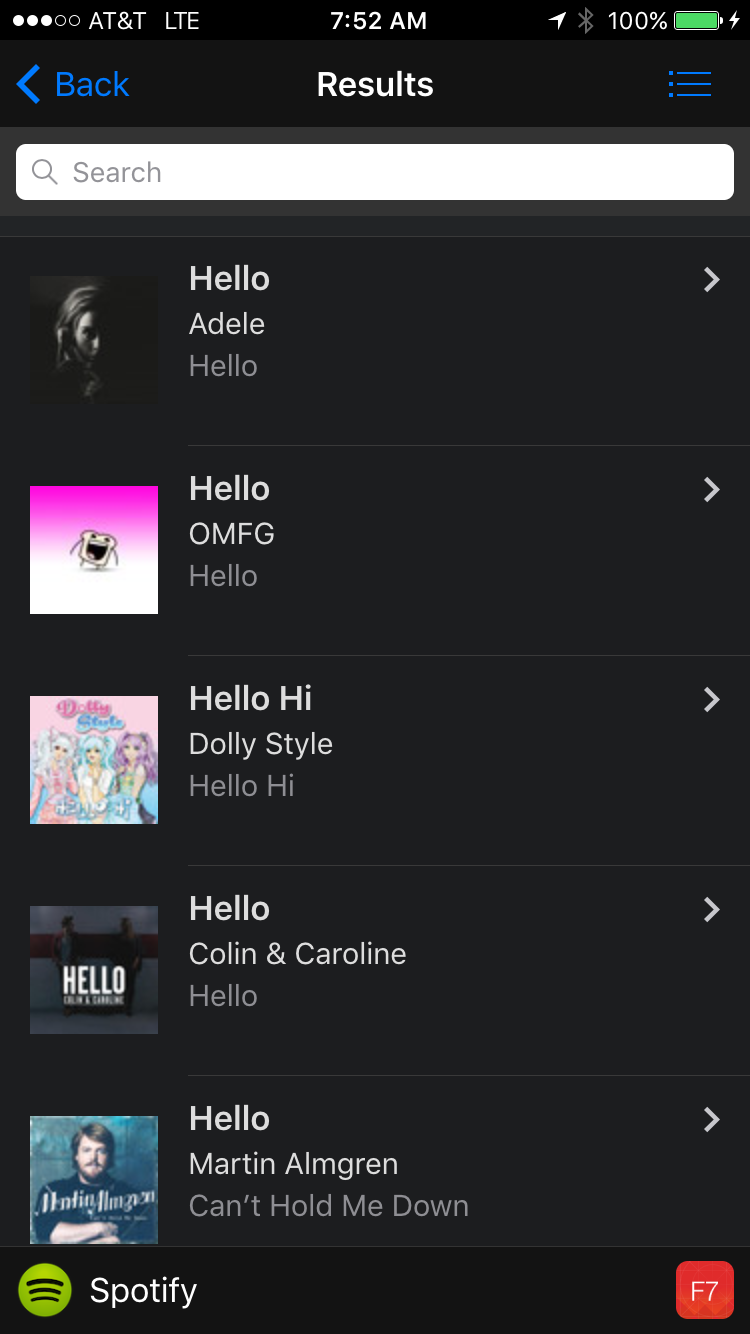 AT&T LTE 7:52 AM 100%
Back Results
Search
Hello
Adele
Hello
Hello
OMFG
Hello
Dolly
Style
HELLO Hi
Hello Hi
Dolly Style
Hello Hi
HELLO
COLIN & CAROLINE
Hello
Colin & Caroline
Hello
Martin Almgren
Hello
Martin Almgren
Can’t Hold Me Down
Spotify F7